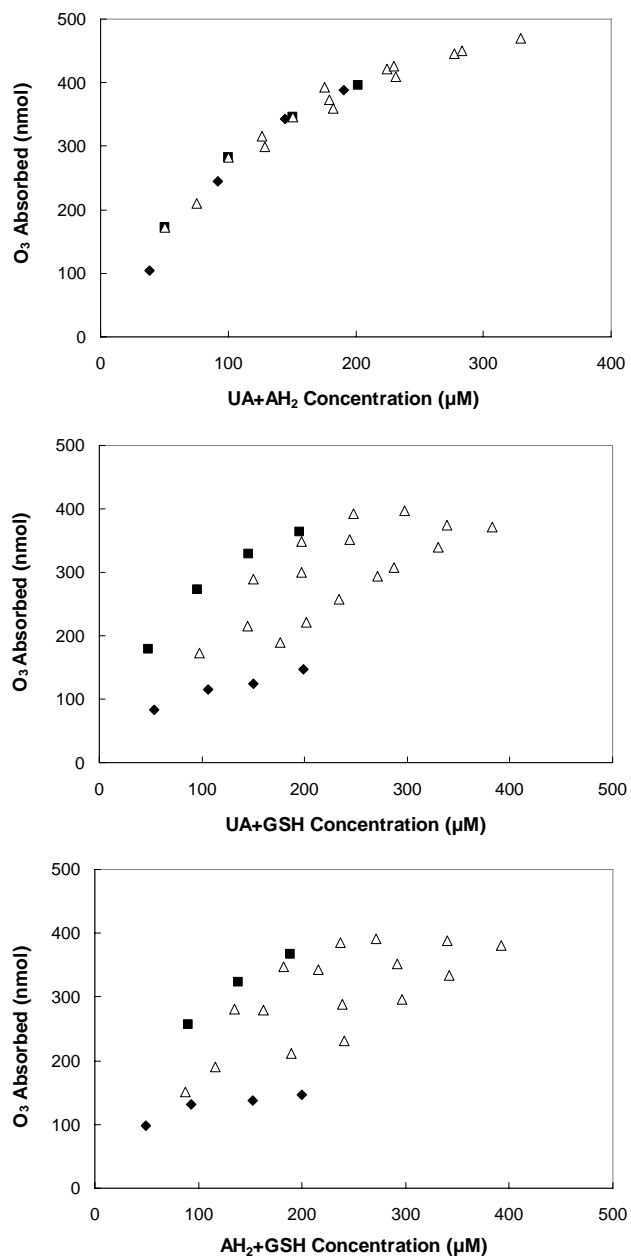 500
400
300
200
100
0
O₃ Absorbed (nmol)
0 100 200 300 400
UA+AH₂ Concentration (µM)
500
400
300
200
100
0
O₃ Absorbed (nmol)
0 100 200 300 400 500
UA+GSH Concentration (µM)
500
400
300
200
100
0
O₃ Absorbed (nmol)
0 100 200 300 400 500
AH₂+GSH Concentration (µM)